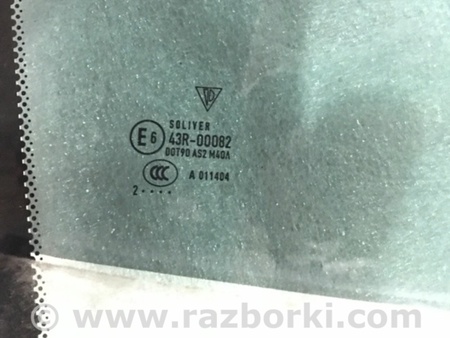 SOLIVER
E6 43R-00082
DOT90 AS2 M40A
CCC A 011404
2 • • • •
© www.razborki.com